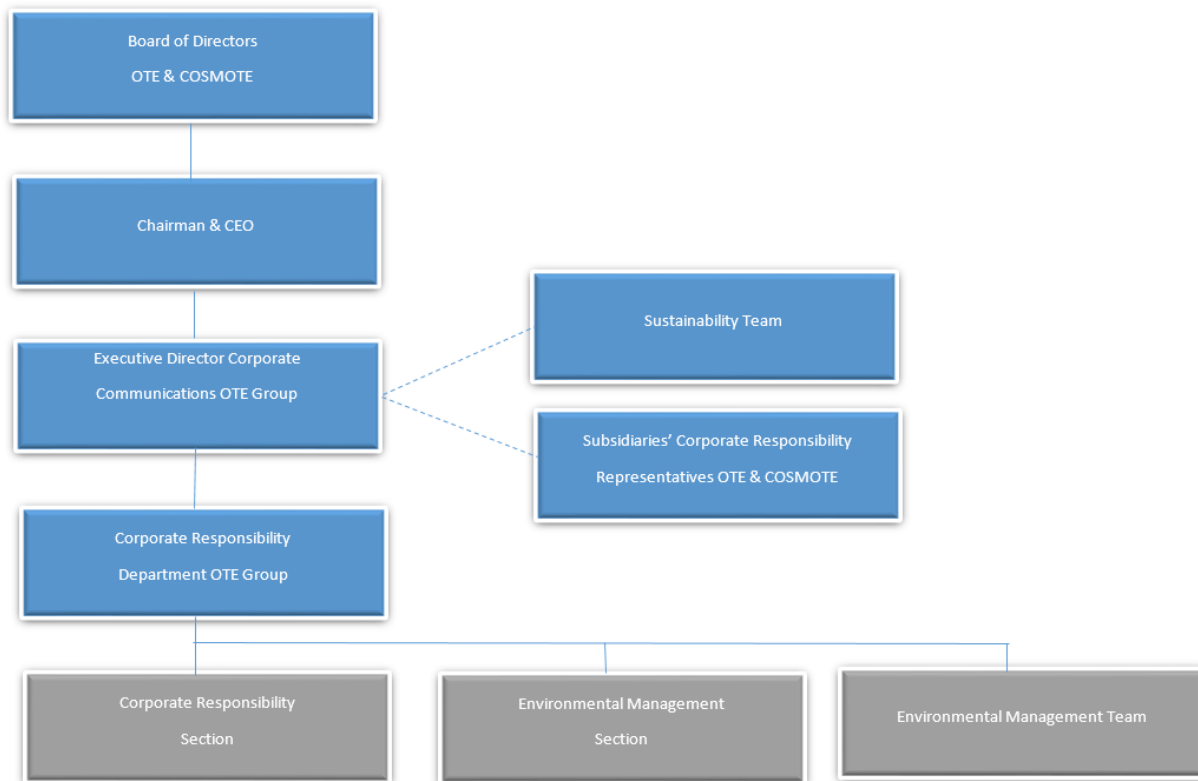 Board of Directors
OTE & COSMOTE
Chairman & CEO
Executive Director Corporate
Communications OTE Group
Sustainability Team
Subsidiaries’ Corporate Responsibility
Representatives OTE & COSMOTE
Corporate Responsibility
Department OTE Group
Corporate Responsibility
Section
Environmental Management
Section
Environmental Management Team